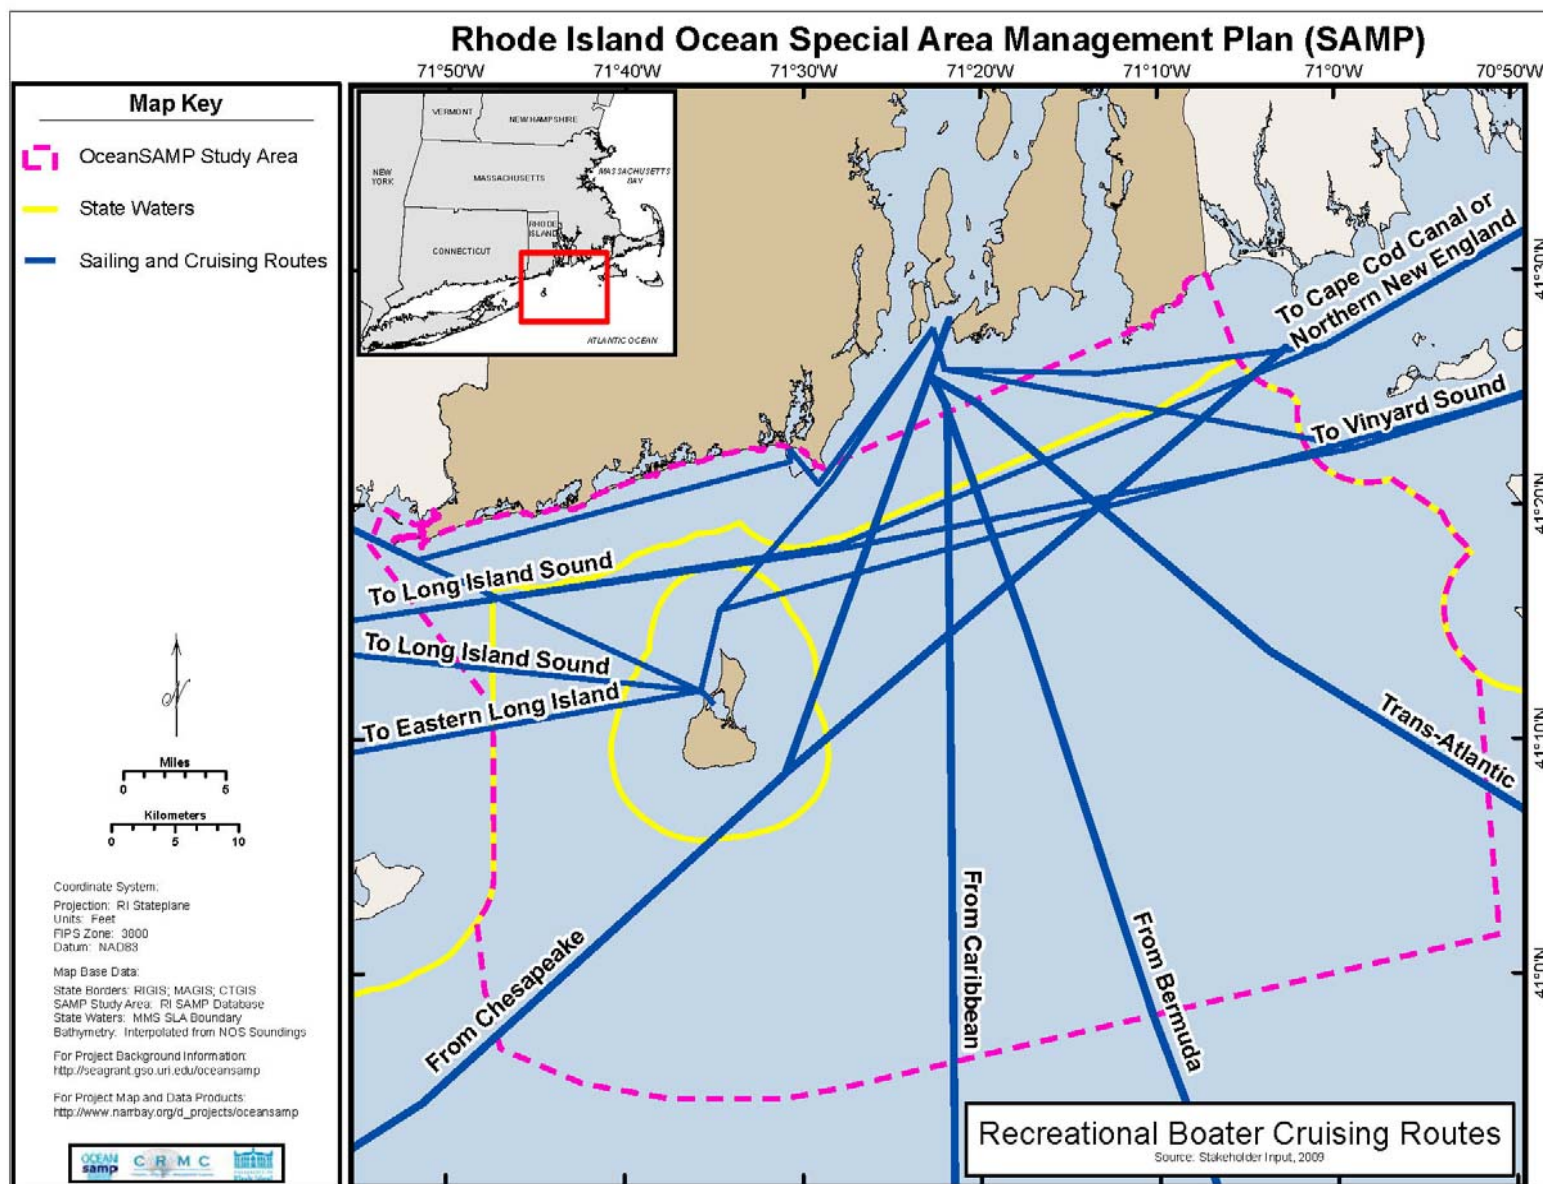 Rhode Island Ocean Special Area Management Plan (SAMP)
71°50'W 71°40'W 71°30'W 71°20'W 71°10'W 71°0'W 70°50'W
Map Key
OceanSAMP Study Area
State Waters
Sailing and Cruising Routes
Miles
0 5
Kilometers
0 5 10
Coordinate System:
Projection: RI Stateplane
Units: Feet
FIPS Zone: 3800
Datum: NAD83
Map Base Data:
State Borders: RIGIS; MAGIS; CTGIS
SAMP Study Area: RI SAMP Database
State Waters: MMS SLA Boundary
Bathymetry: Interpolated from NOS Soundings
For Project Background Information:
http://seagrant.gso.uri.edu/oceansamp
For Project Map and Data Products:
http://www.narrbay.org/d_projects/oceansamp
OCEAN
samp
CRMC
VERMONT
NEW HAMPSHIRE
NEW
YORK
MASSACHUSETTS
MASSACHUSETTS
BAY
CONNECTICUT
RHODE
ISLAND
ATLANTIC OCEAN
To Cape Cod Canal or
Northern New England
To Vinyard Sound
To Long Island Sound
To Long Island Sound
To Eastern Long Island
Trans-Atlantic
From Chesapeake
From Caribbean
From Bermuda
41°30'N
41°20'N
41°10'N
41°0'N
Recreational Boater Cruising Routes
Source: Stakeholder Input, 2009